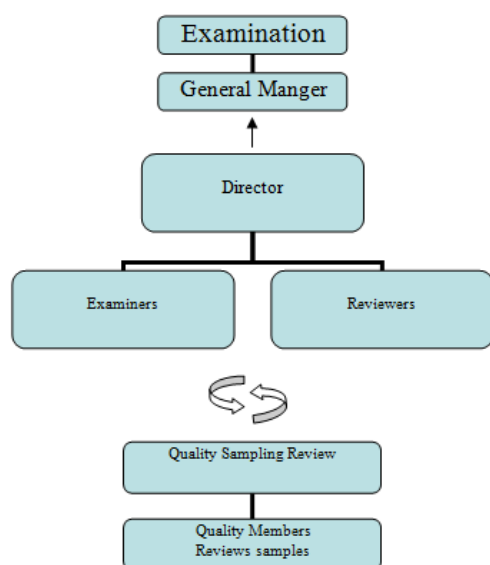 Examination
General Manger
Director
Examiners
Reviewers
Quality Sampling Review
Quality Members
Reviews samples